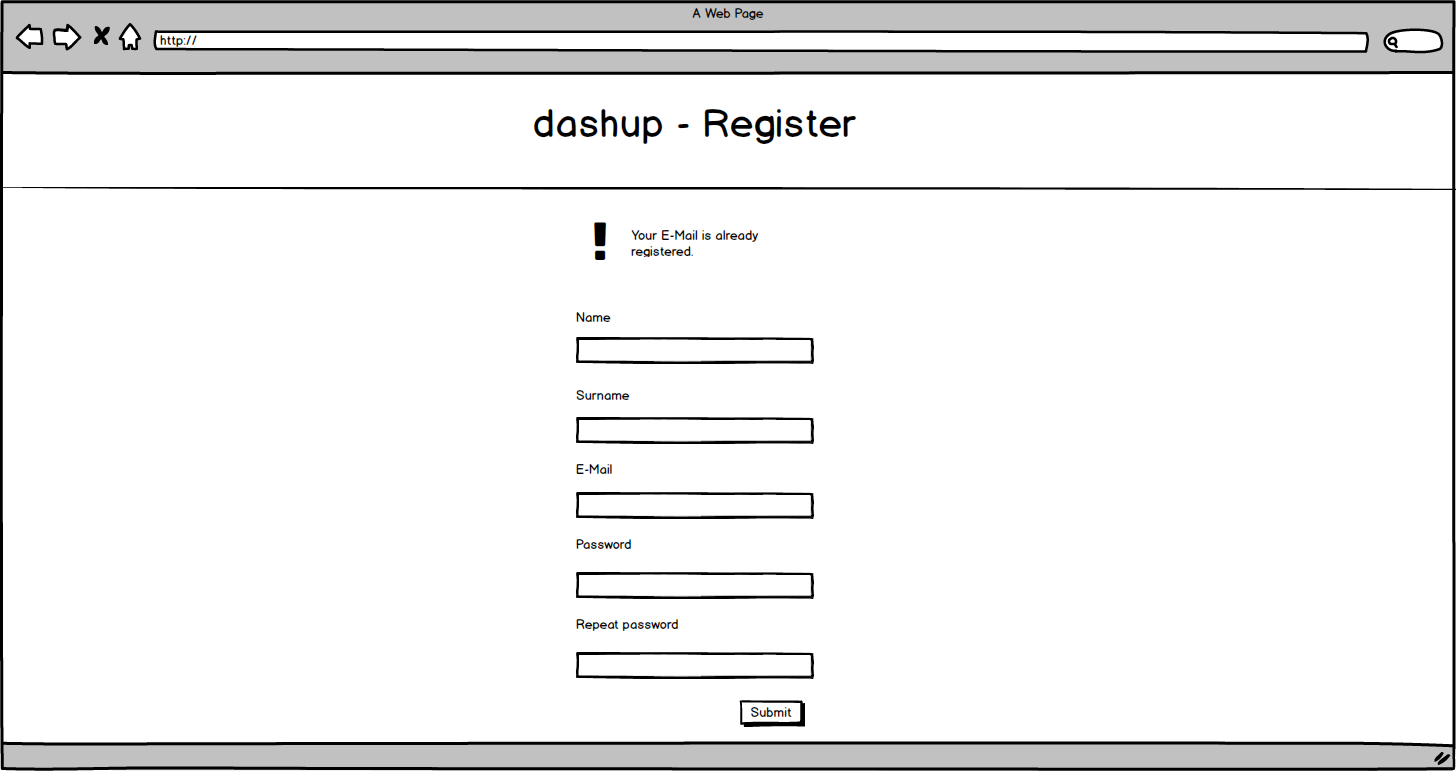 A Web Page
http://
dashup - Register
Your E-Mail is already
registered.
Name
Surname
E-Mail
Password
Repeat password
Submit